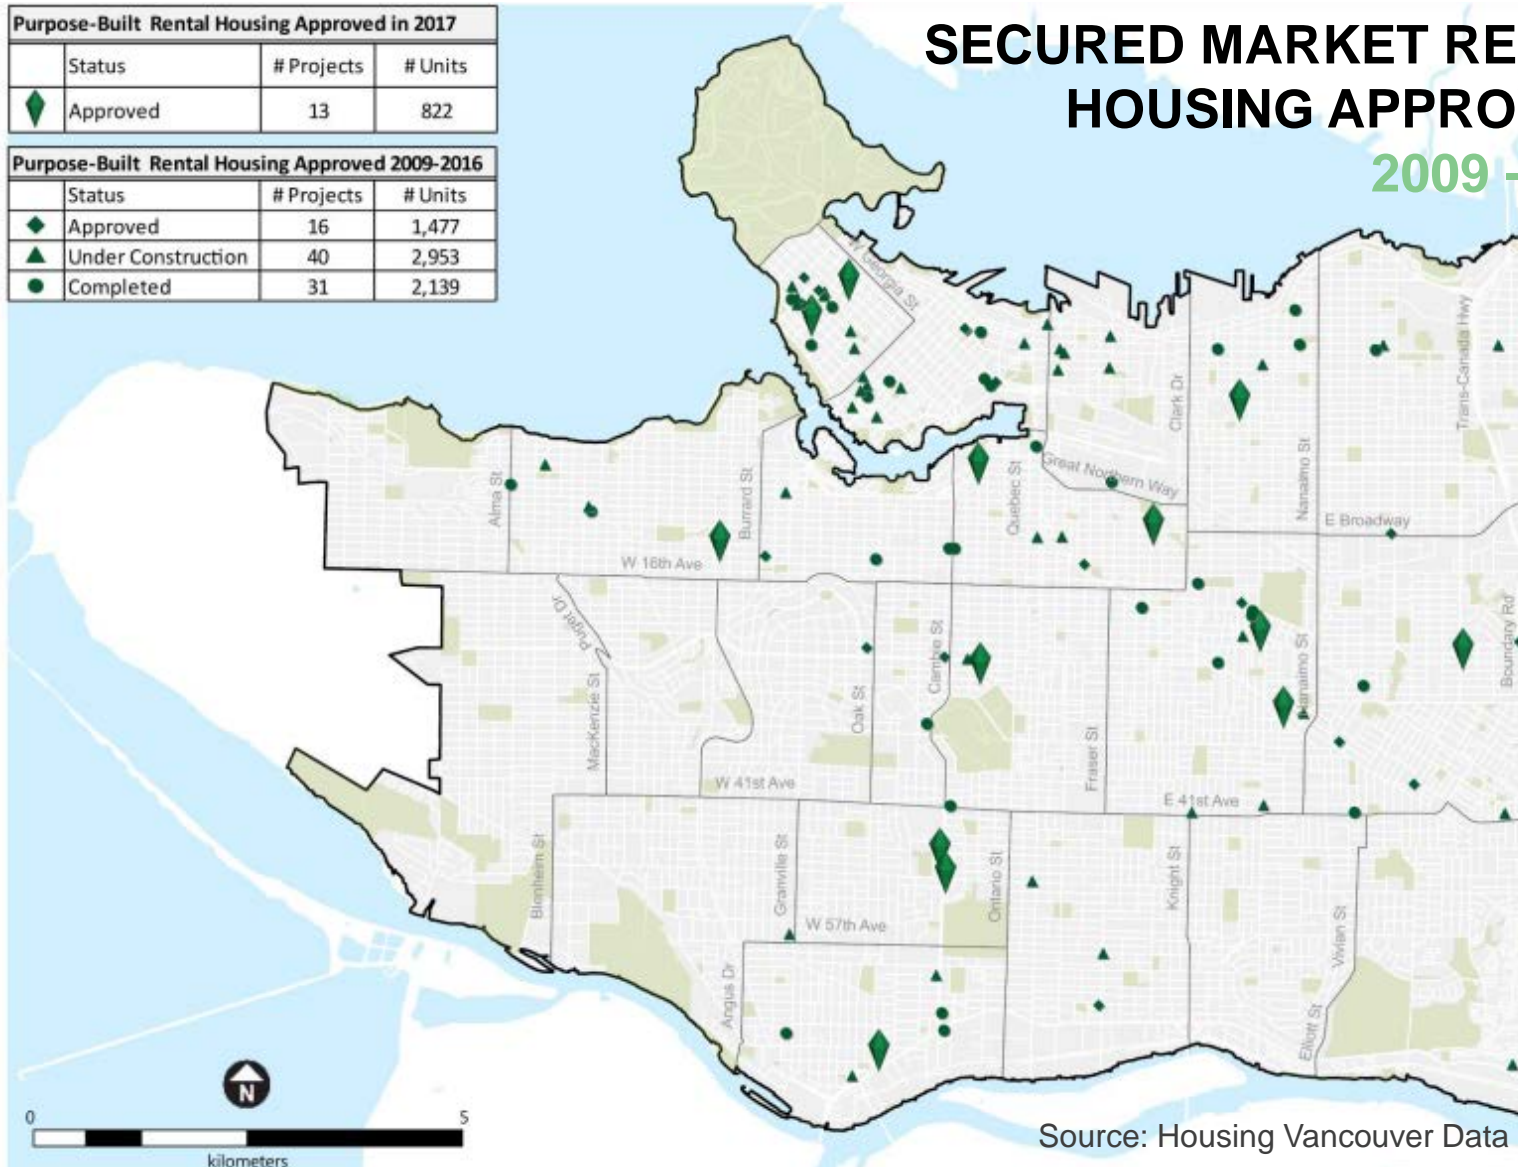 SECURED MARKET RE
HOUSING APPRO
2009 -
Purpose-Built Rental Housing Approved in 2017
Status # Projects # Units
Approved 13 822
Purpose-Built Rental Housing Approved 2009-2016
Status # Projects # Units
Approved 16 1,477
Under Construction 40 2,953
Completed 31 2,139
W Georgia St
Clark Dr
Nanaimo St
Trans-Canada Hwy
Alma St
Burrard St
Quebec St
Great Northern Way
E Broadway
W 16th Ave
Puget Dr
MacKenzie St
Oak St
Cambie St
Fraser St
Nanaimo St
Boundary Rd
W 41st Ave
E 41st Ave
Blenheim St
Granville St
Ontario St
Knight St
Vivian St
W 57th Ave
Angus Dr
Elliott St
N
0 5
kilometers
Source: Housing Vancouver Data